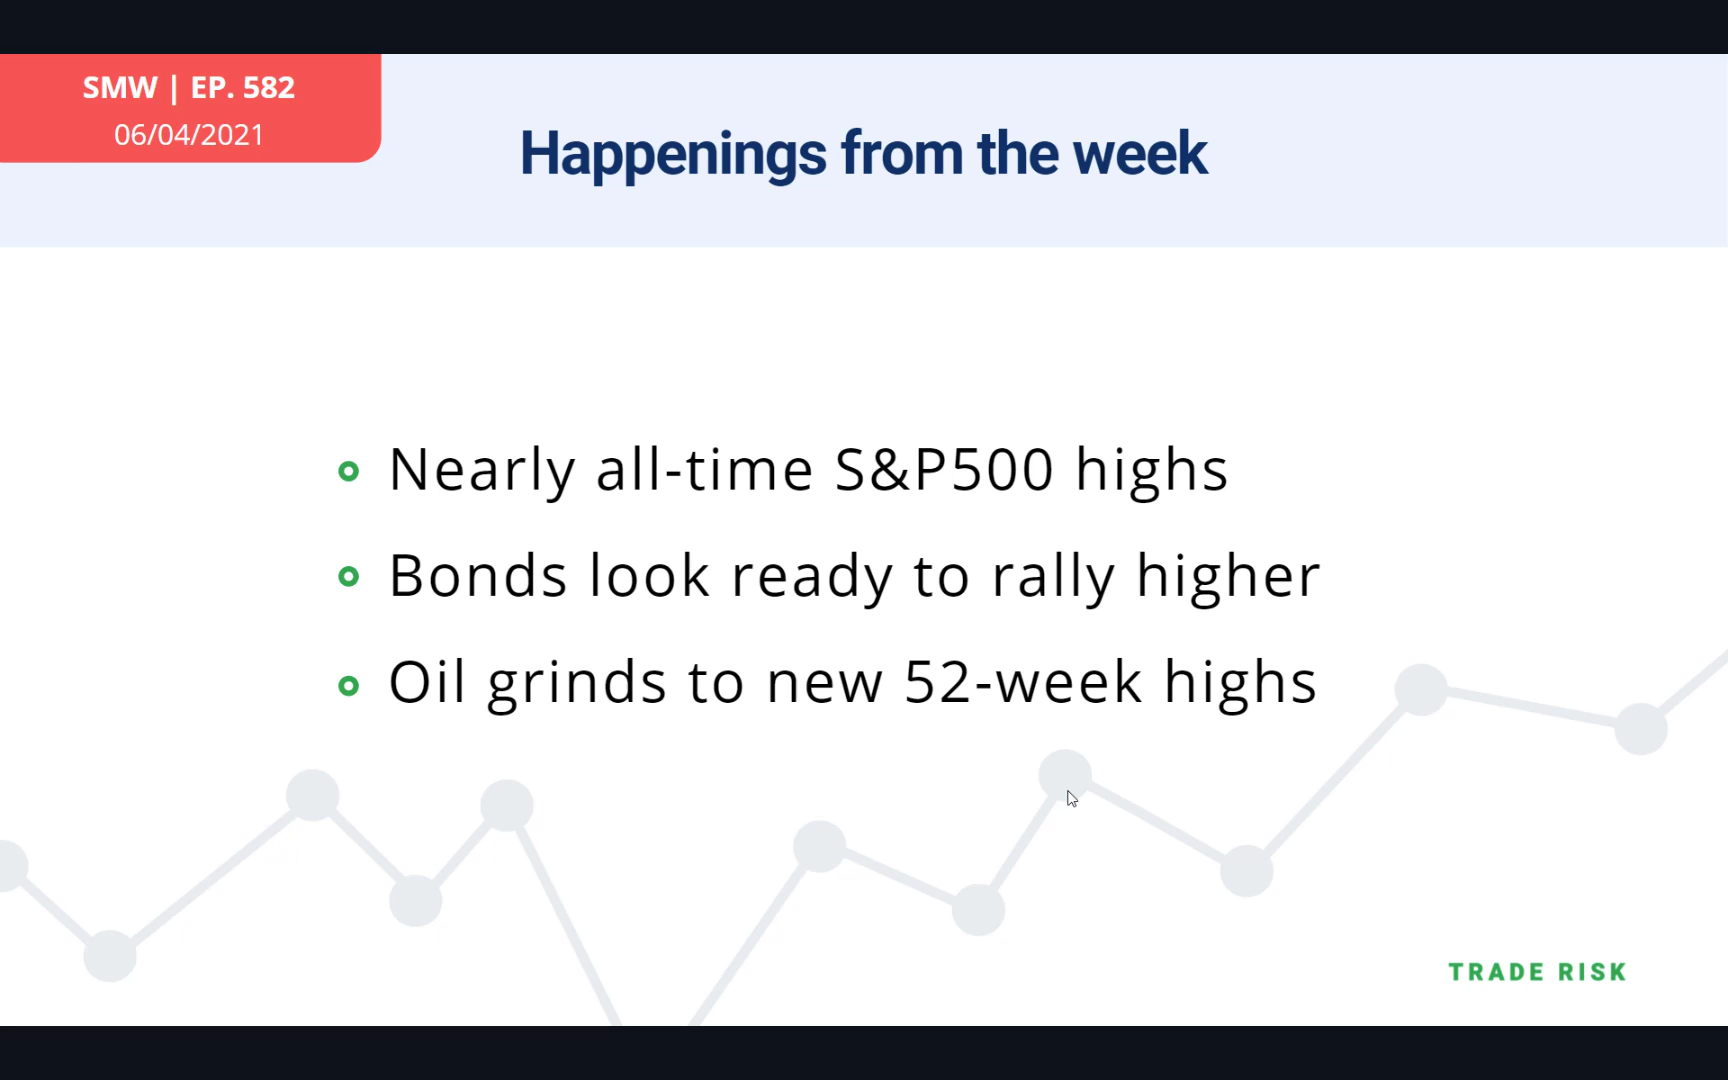 SMW | EP. 582
06/04/2021
Happenings from the week
Nearly all-time S&P500 highs
Bonds look ready to rally higher
Oil grinds to new 52-week highs
TRADE RISK